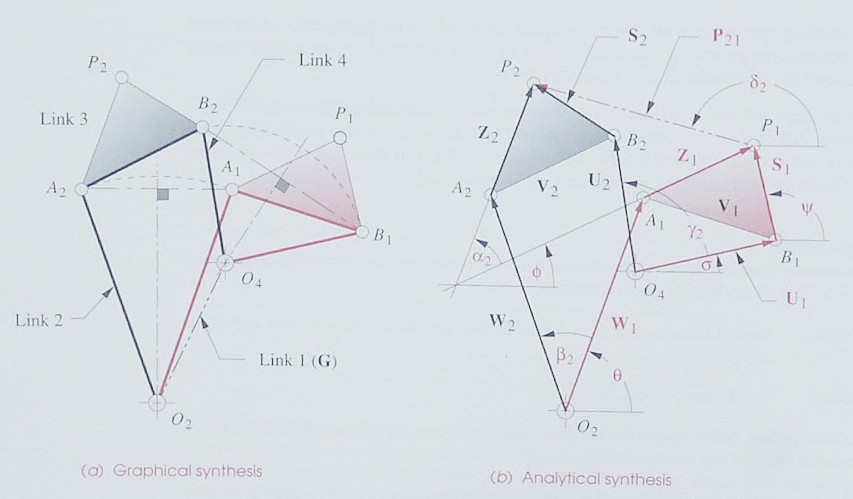 P2
Link 3
B2
Link 4
P1
A2
A1
B1
O4
Link 2
Link 1 (G)
O2
(a) Graphical synthesis
S2
P21
P2
δ2
P1
Z2
B2
Z1
S1
A2
V2
U2
A1
V1
ψ
γ2
B1
α2
ϕ
σ
O4
U1
W2
W1
β2
θ
O2
(b) Analytical synthesis